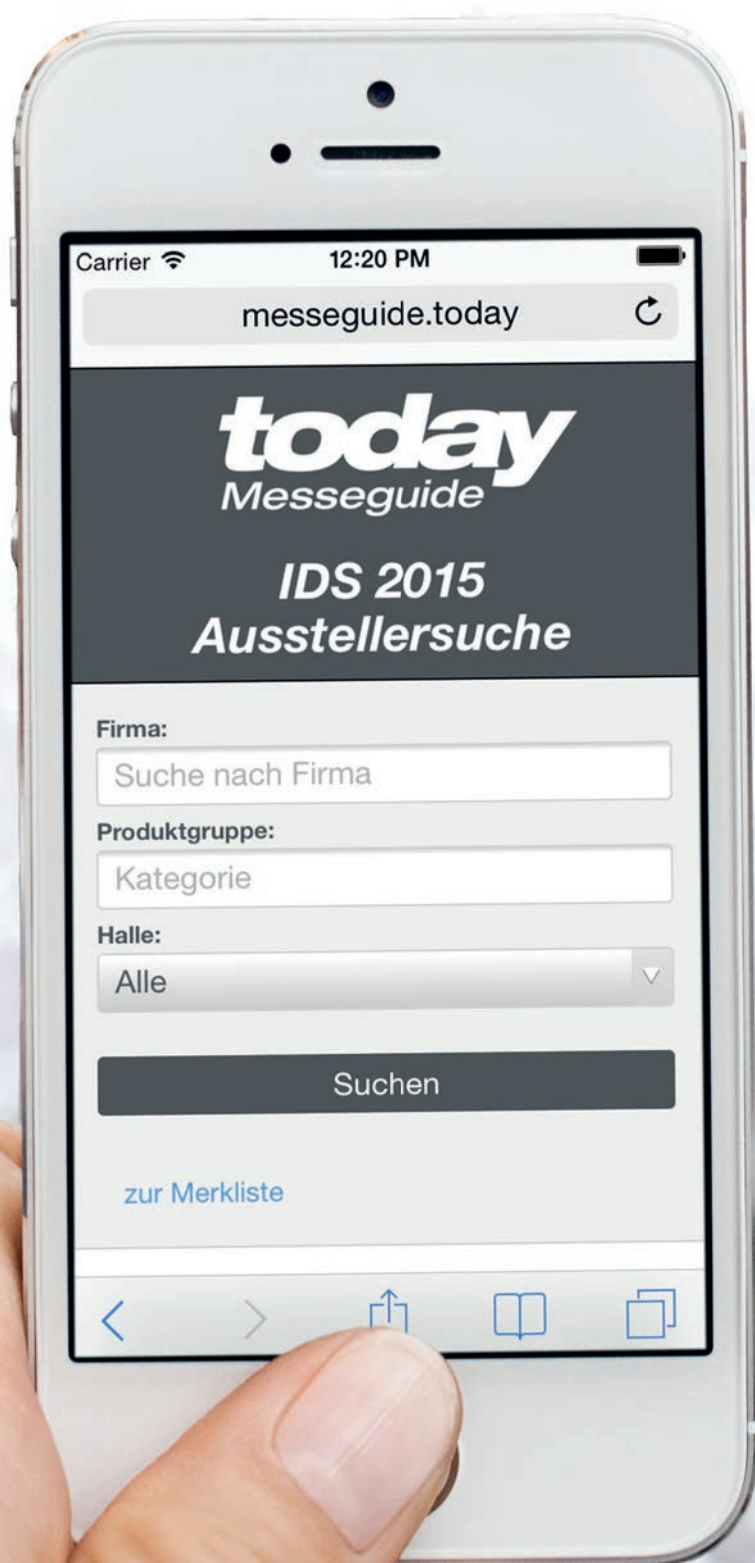 Carrier
12:20 PM
messeguide.today
today
Messeguide
IDS 2015
Ausstellersuche
Firma:
Suche nach Firma
Produktgruppe:
Kategorie
Halle:
Alle
Suchen
zur Merkliste